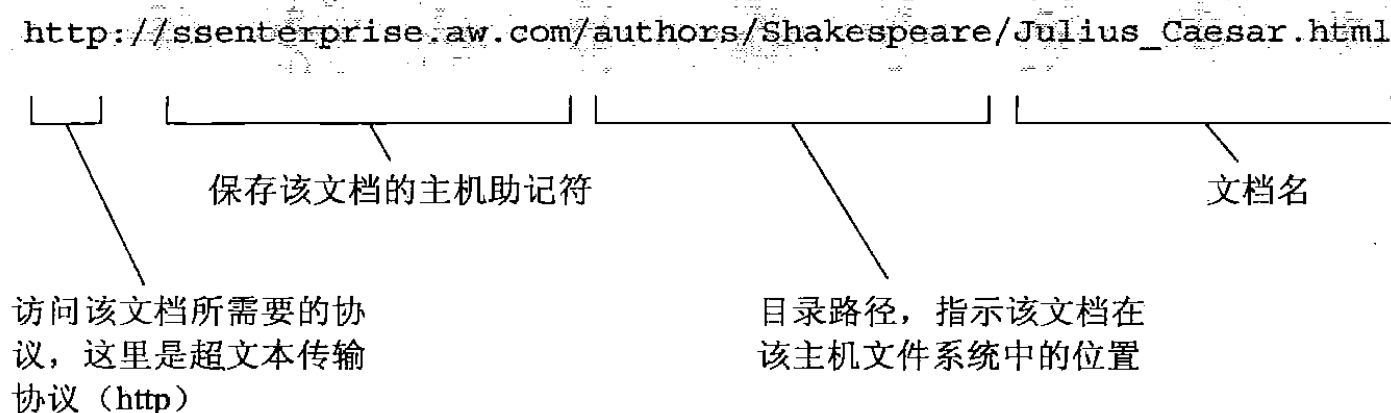 http://ssenterprise.aw.com/authors/Shakespeare/Julius_Caesar.html
保存该文档的主机助记符
文档名
访问该文档所需要的协
议，这里是超文本传输
协议（http）
目录路径，指示该文档在
该主机文件系统中的位置